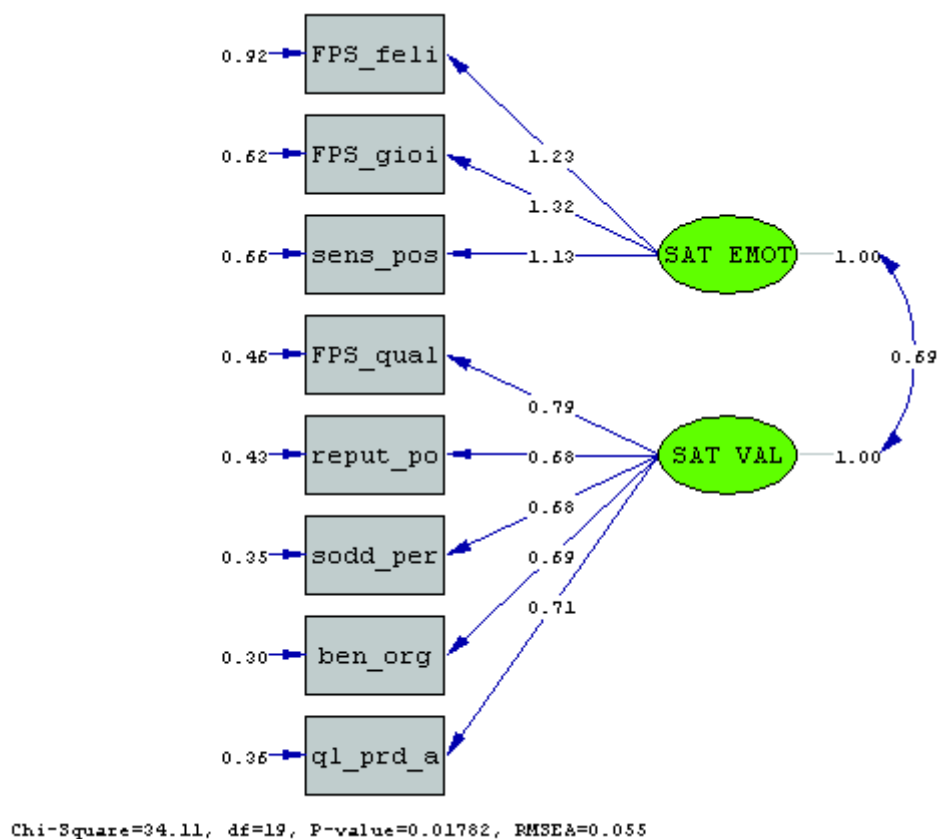 0.92 FPS_feli
0.62 FPS_gioi
0.66 sens_pos
0.46 FPS_qual
0.43 reput_po
0.35 sodd_per
0.30 ben_org
0.36 ql_prd_a
1.23
1.32
1.13
0.79
0.68
0.68
0.69
0.71
SAT EMOT 1.00
SAT VAL 1.00
0.69
Chi-Square=34.11, df=19, P-value=0.01782, RMSEA=0.055